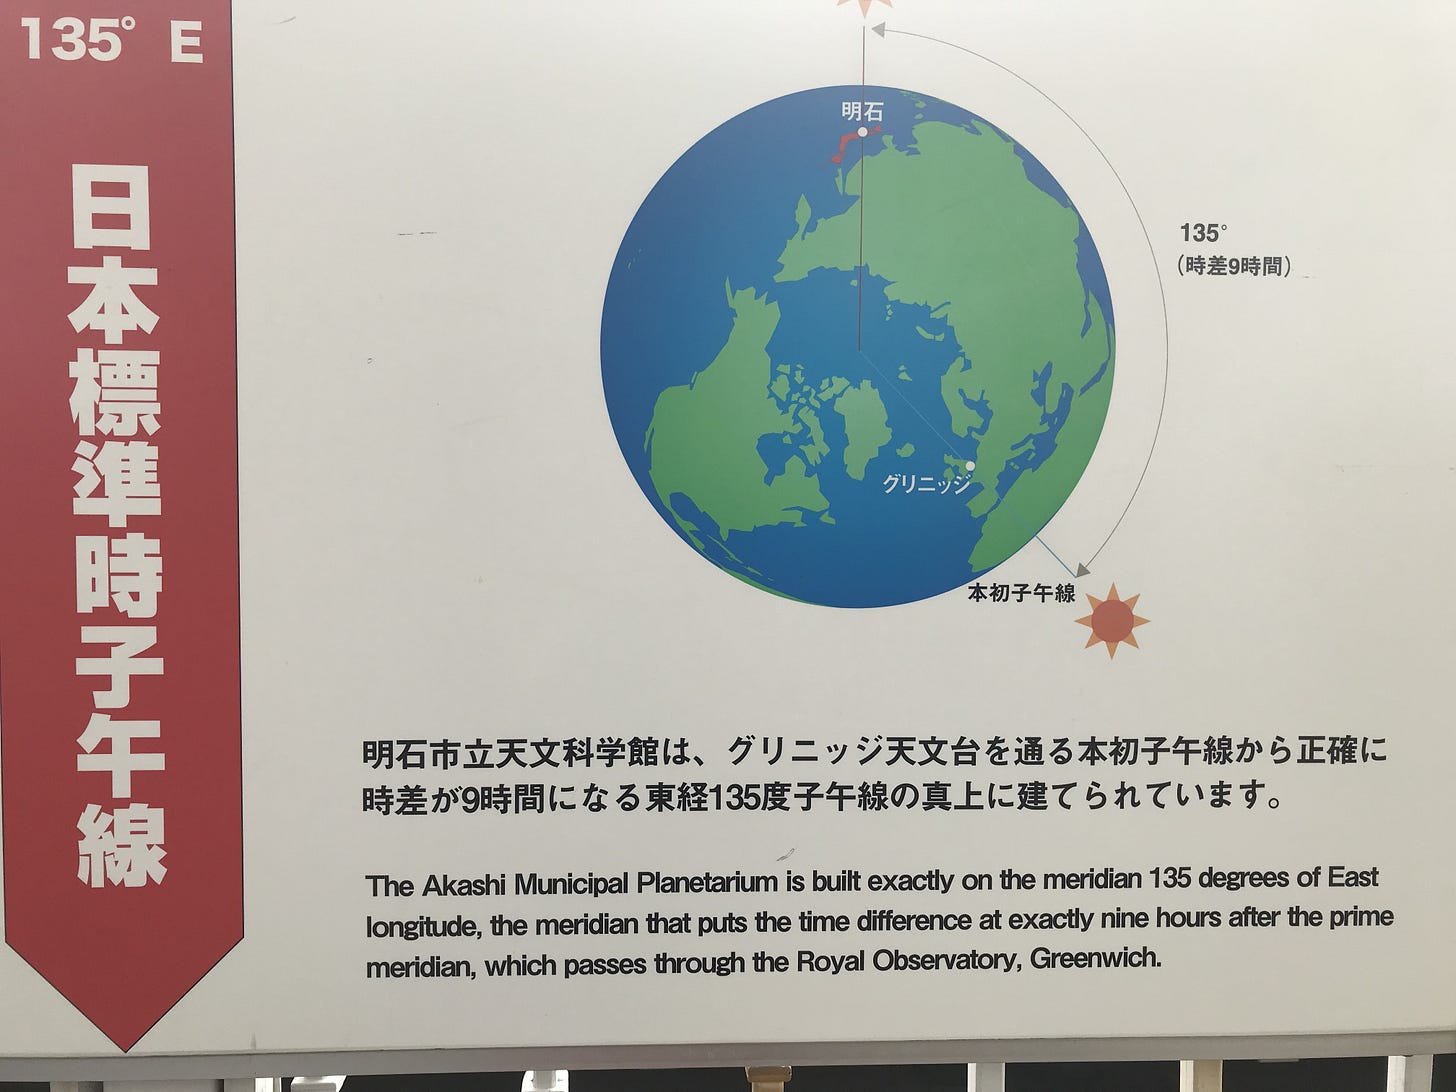 135° E
日本標準時子午線
明石
135°
（時差9時間）
グリニッジ
本初子午線
明石市立天文科学館は、グリニッジ天文台を通る本初子午線から正確に
時差が9時間になる東経135度子午線の真上に建てられています。
The Akashi Municipal Planetarium is built exactly on the meridian 135 degrees of East
longitude, the meridian that puts the time difference at exactly nine hours after the prime
meridian, which passes through the Royal Observatory, Greenwich.